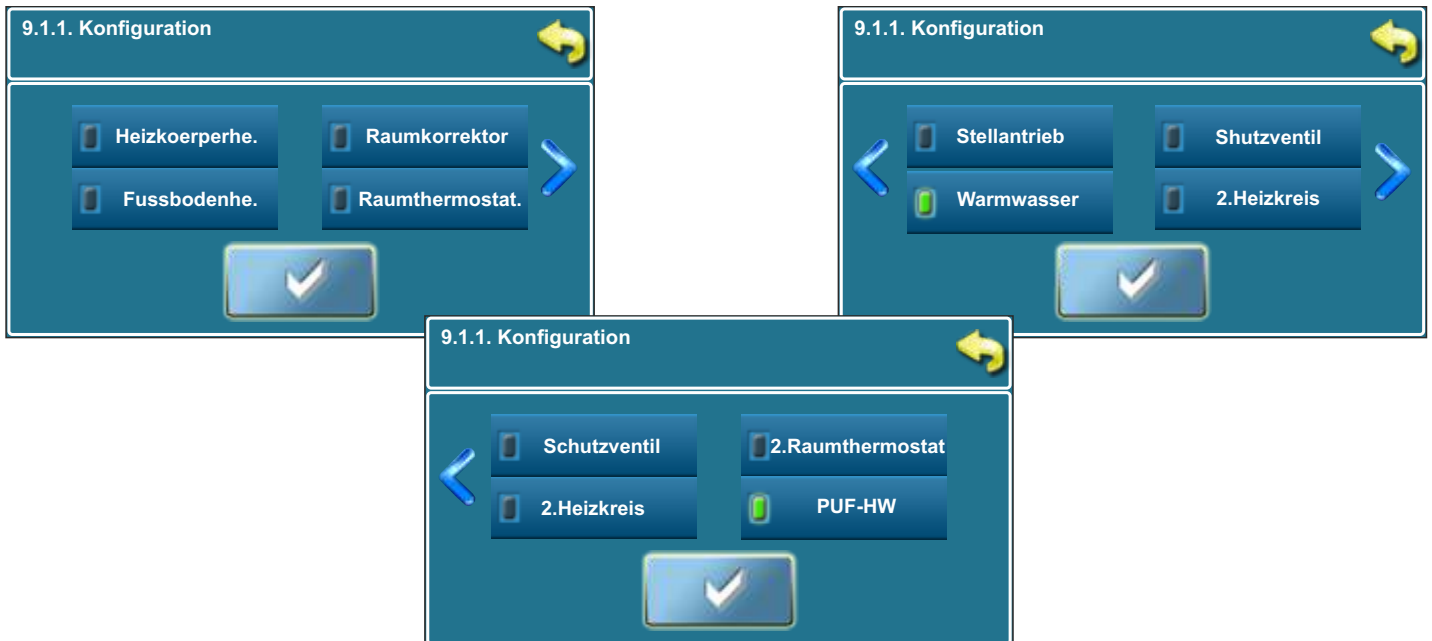 9.1.1. Konfiguration
Heizkoerperhe.
Raumkorrektor
Fussbodenhe.
Raumthermostat.
9.1.1. Konfiguration
Stellantrieb
Shutzventil
Warmwasser
2.Heizkreis
9.1.1. Konfiguration
Schutzventil
2.Raumthermostat
2.Heizkreis
PUF-HW